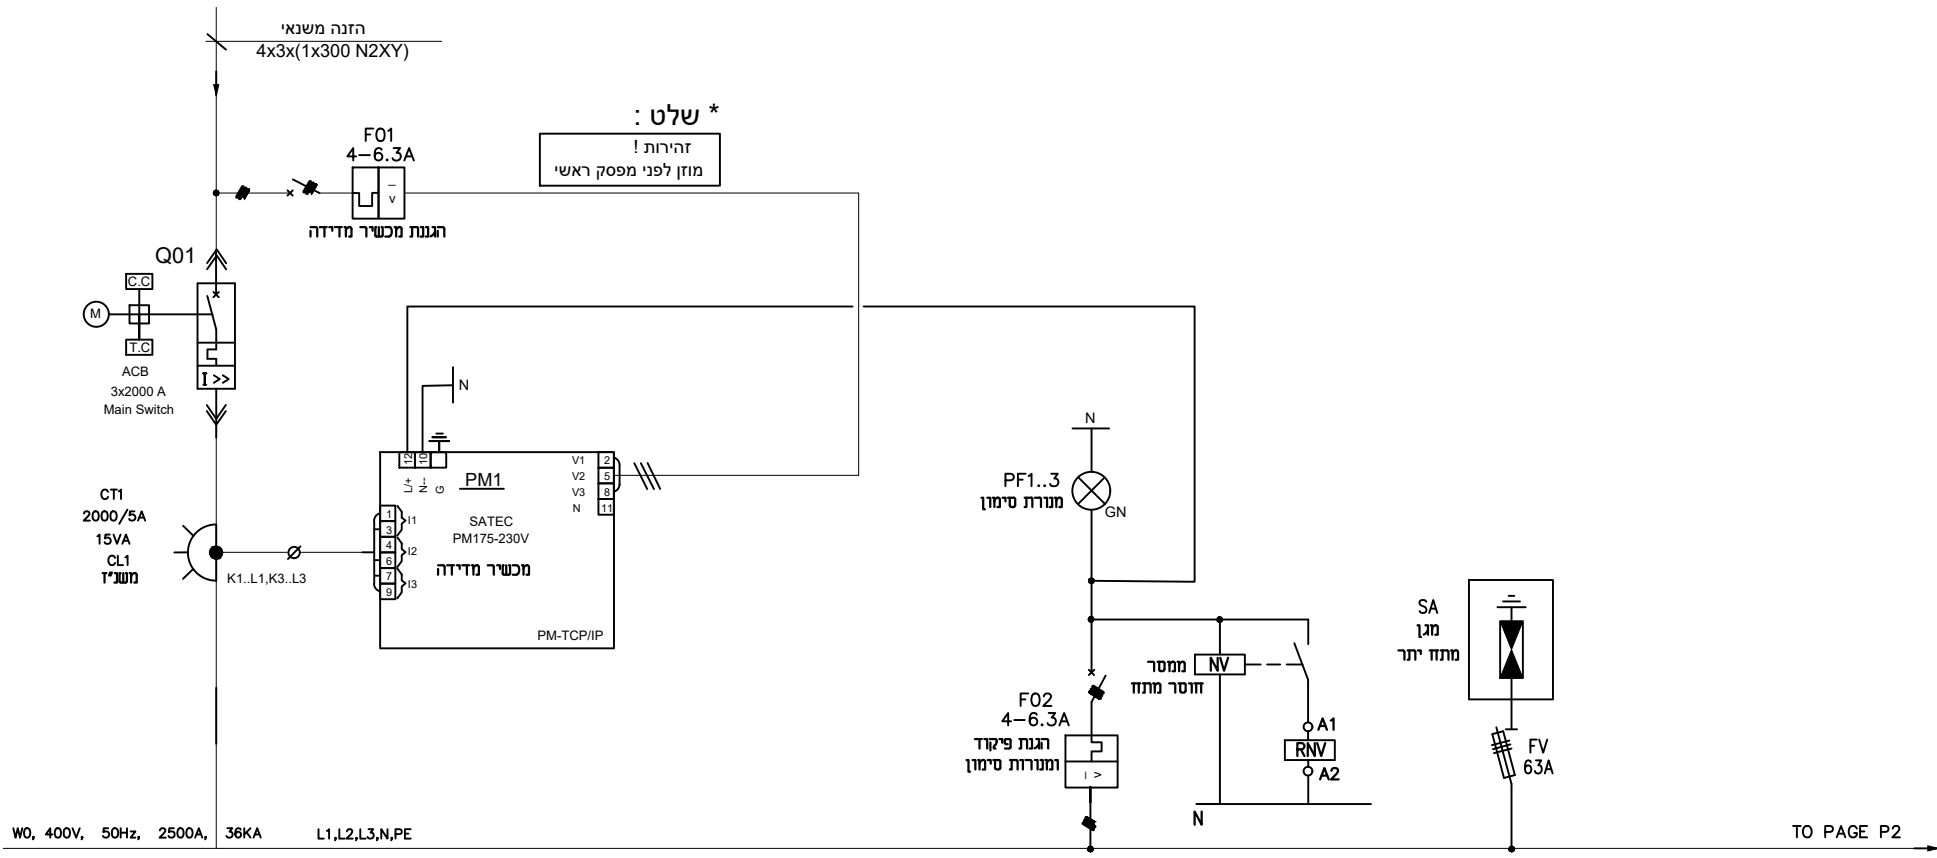 הזנה משנאי
4x3x(1x300 N2XY)
* שלט :
זהירות !
מוזן לפני מפסק ראשי
F01
4-6.3A
I
>
הגננת מכשיר מדידה
Q01
C.C
M
T.C
I >>
ACB
3x2000 A
Main Switch
N
12 10
L/+ N-- G
PM1
V1 2
V2 5
V3 8
N 11
SATEC
PM175-230V
מכשיר מדידה
1
3
I1
4
6
I2
7
9
I3
PM-TCP/IP
CT1
2000/5A
15VA
CL1
משנ"ז
K1..L1,K3..L3
N
PF1..3
מנורת סימון
GN
ממסר
חוסר מתח
NV
F02
4-6.3A
הגנת פיקוד
ומנורות סימון
I >
A1
RNV
A2
N
SA
מגן
מתח יתר
FV
63A
W0, 400V, 50Hz, 2500A, 36KA L1,L2,L3,N,PE
TO PAGE P2